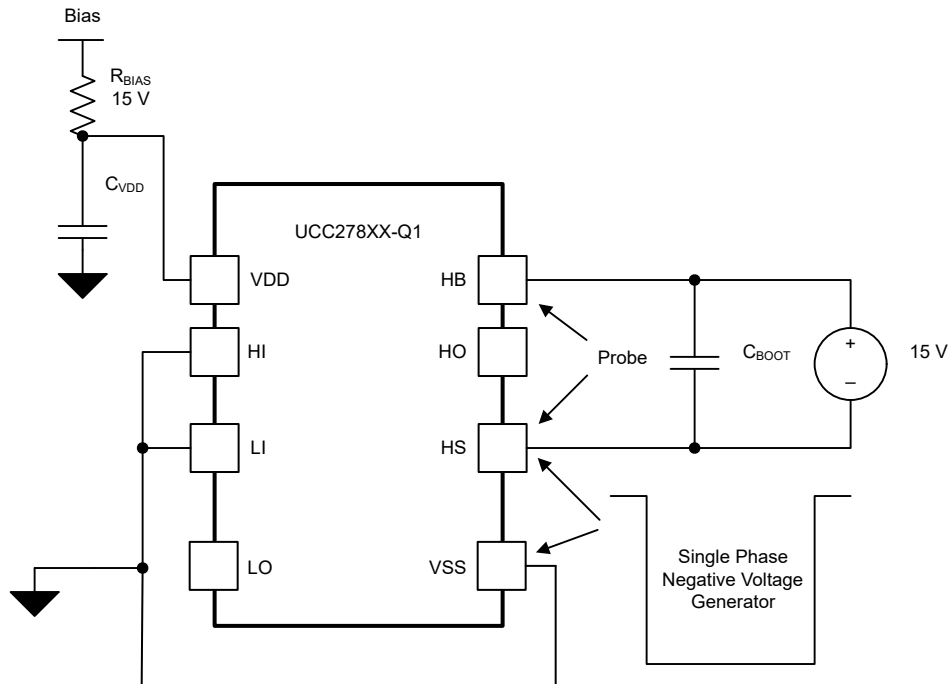 Bias
RBIAS
15 V
CVDD
UCC278XX-Q1
VDD
HB
HI
HO
Probe
CBOOT
+
–
15 V
LI
HS
LO
VSS
Single Phase
Negative Voltage
Generator